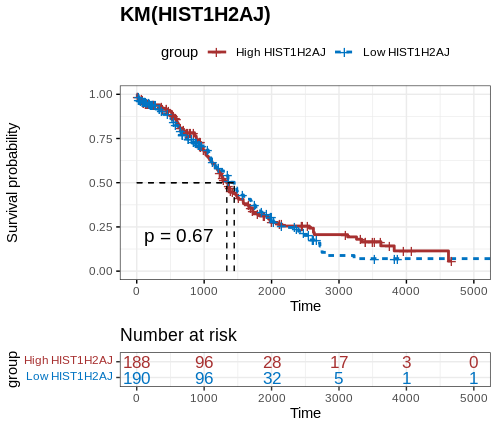 KM(HIST1H2AJ)
group High HIST1H2AJ Low HIST1H2AJ
Survival probability
1.00
0.75
0.50
0.25
0.00
p = 0.67
0 1000 2000 3000 4000 5000
Time
Number at risk
group
High HIST1H2AJ 188 96 28 17 3 0
Low HIST1H2AJ 190 96 32 5 1 1
0 1000 2000 3000 4000 5000
Time